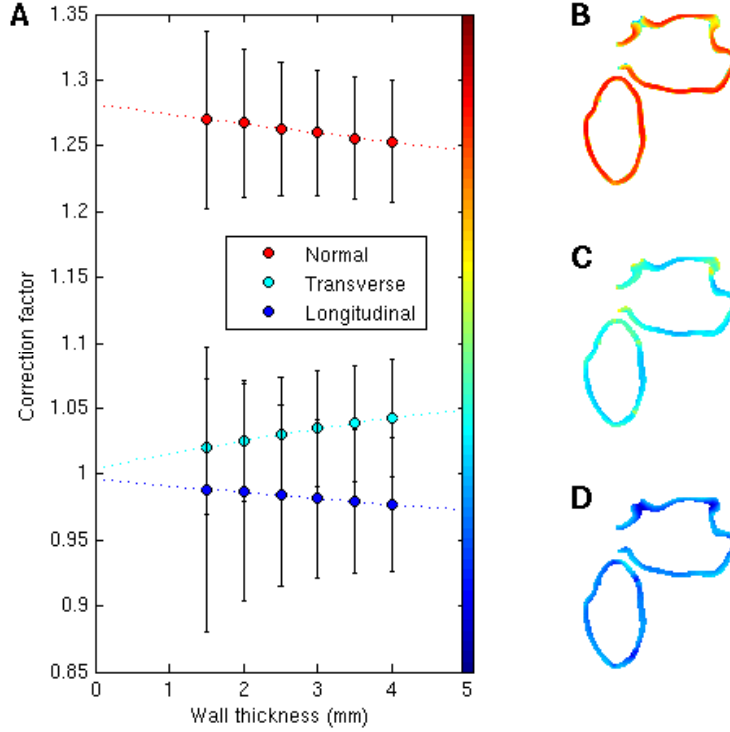 A
B
C
D
1.35
1.3
1.25
1.2
1.15
1.1
1.05
1
0.95
0.9
0.85
Correction factor
Normal
Transverse
Longitudinal
0 1 2 3 4 5
Wall thickness (mm)